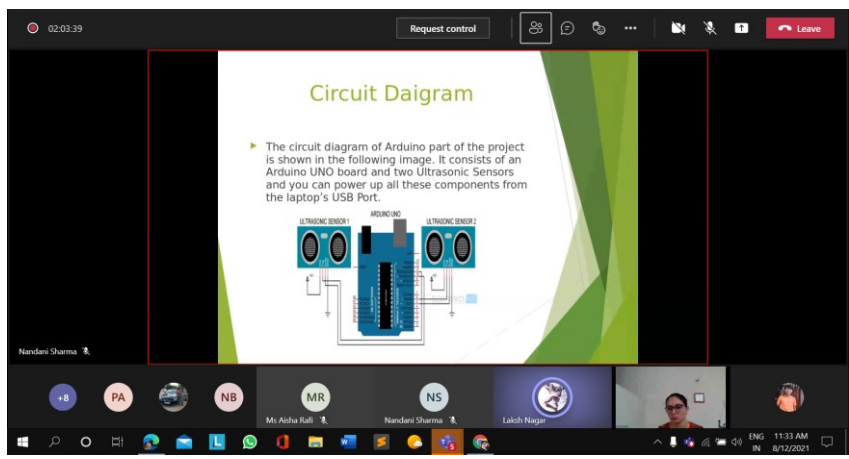 02:03:39
Request control
Leave
Circuit Daigram
The circuit diagram of Arduino part of the project
is shown in the following image. It consists of an
Arduino UNO board and two Ultrasonic Sensors
and you can power up all these components from
the laptop's USB Port.
ARDUINO UNO
ULTRASONIC SENSOR 1
ULTRASONIC SENSOR 2
Nandani Sharma
+8
PA
NB
MR
NS
Ms Aisha Rafi
Nandani Sharma
Laksh Nagar
ENG
11:33 AM
IN
8/12/2021